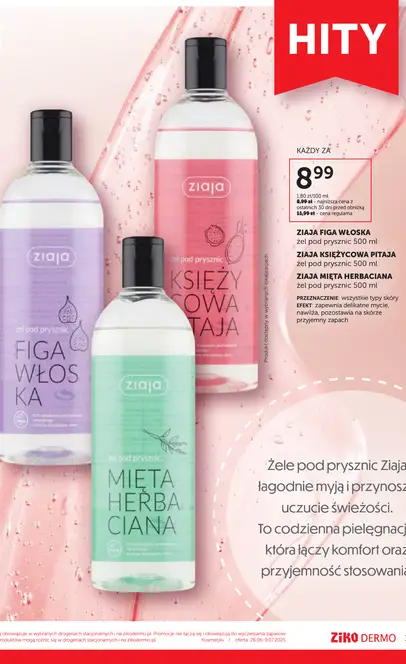 HITY
KAŻDY ZA
8 99
1,80 zł/100 ml
8,99 zł - najniższa cena z
ostatnich 30 dni przed obniżką
11,99 zł - cena regularna
ZIAJA FIGA WŁOSKA
żel pod prysznic 500 ml
ZIAJA KSIĘŻYCOWA PITAJA
żel pod prysznic 500 ml
ZIAJA MIĘTA HERBACIANA
żel pod prysznic 500 ml
PRZEZNACZENIE: wszystkie typy skóry
EFEKT: zapewnia delikatne mycie,
nawilża, pozostawia na skórze
przyjemny zapach
ziaja
żel pod prysznic
KSIĘŻY
COWA
PITAJA
ziaja
żel pod prysznic
FIGA
WŁOS
KA
ziaja
żel pod prysznic
MIĘTA
HERBA
CIANA
Żele pod prysznic Ziaja
łagodnie myją i przynosz
uczucie świeżości.
To codzienna pielęgnacj
która łączy komfort oraz
przyjemność stosowania
ZIKO DERMO